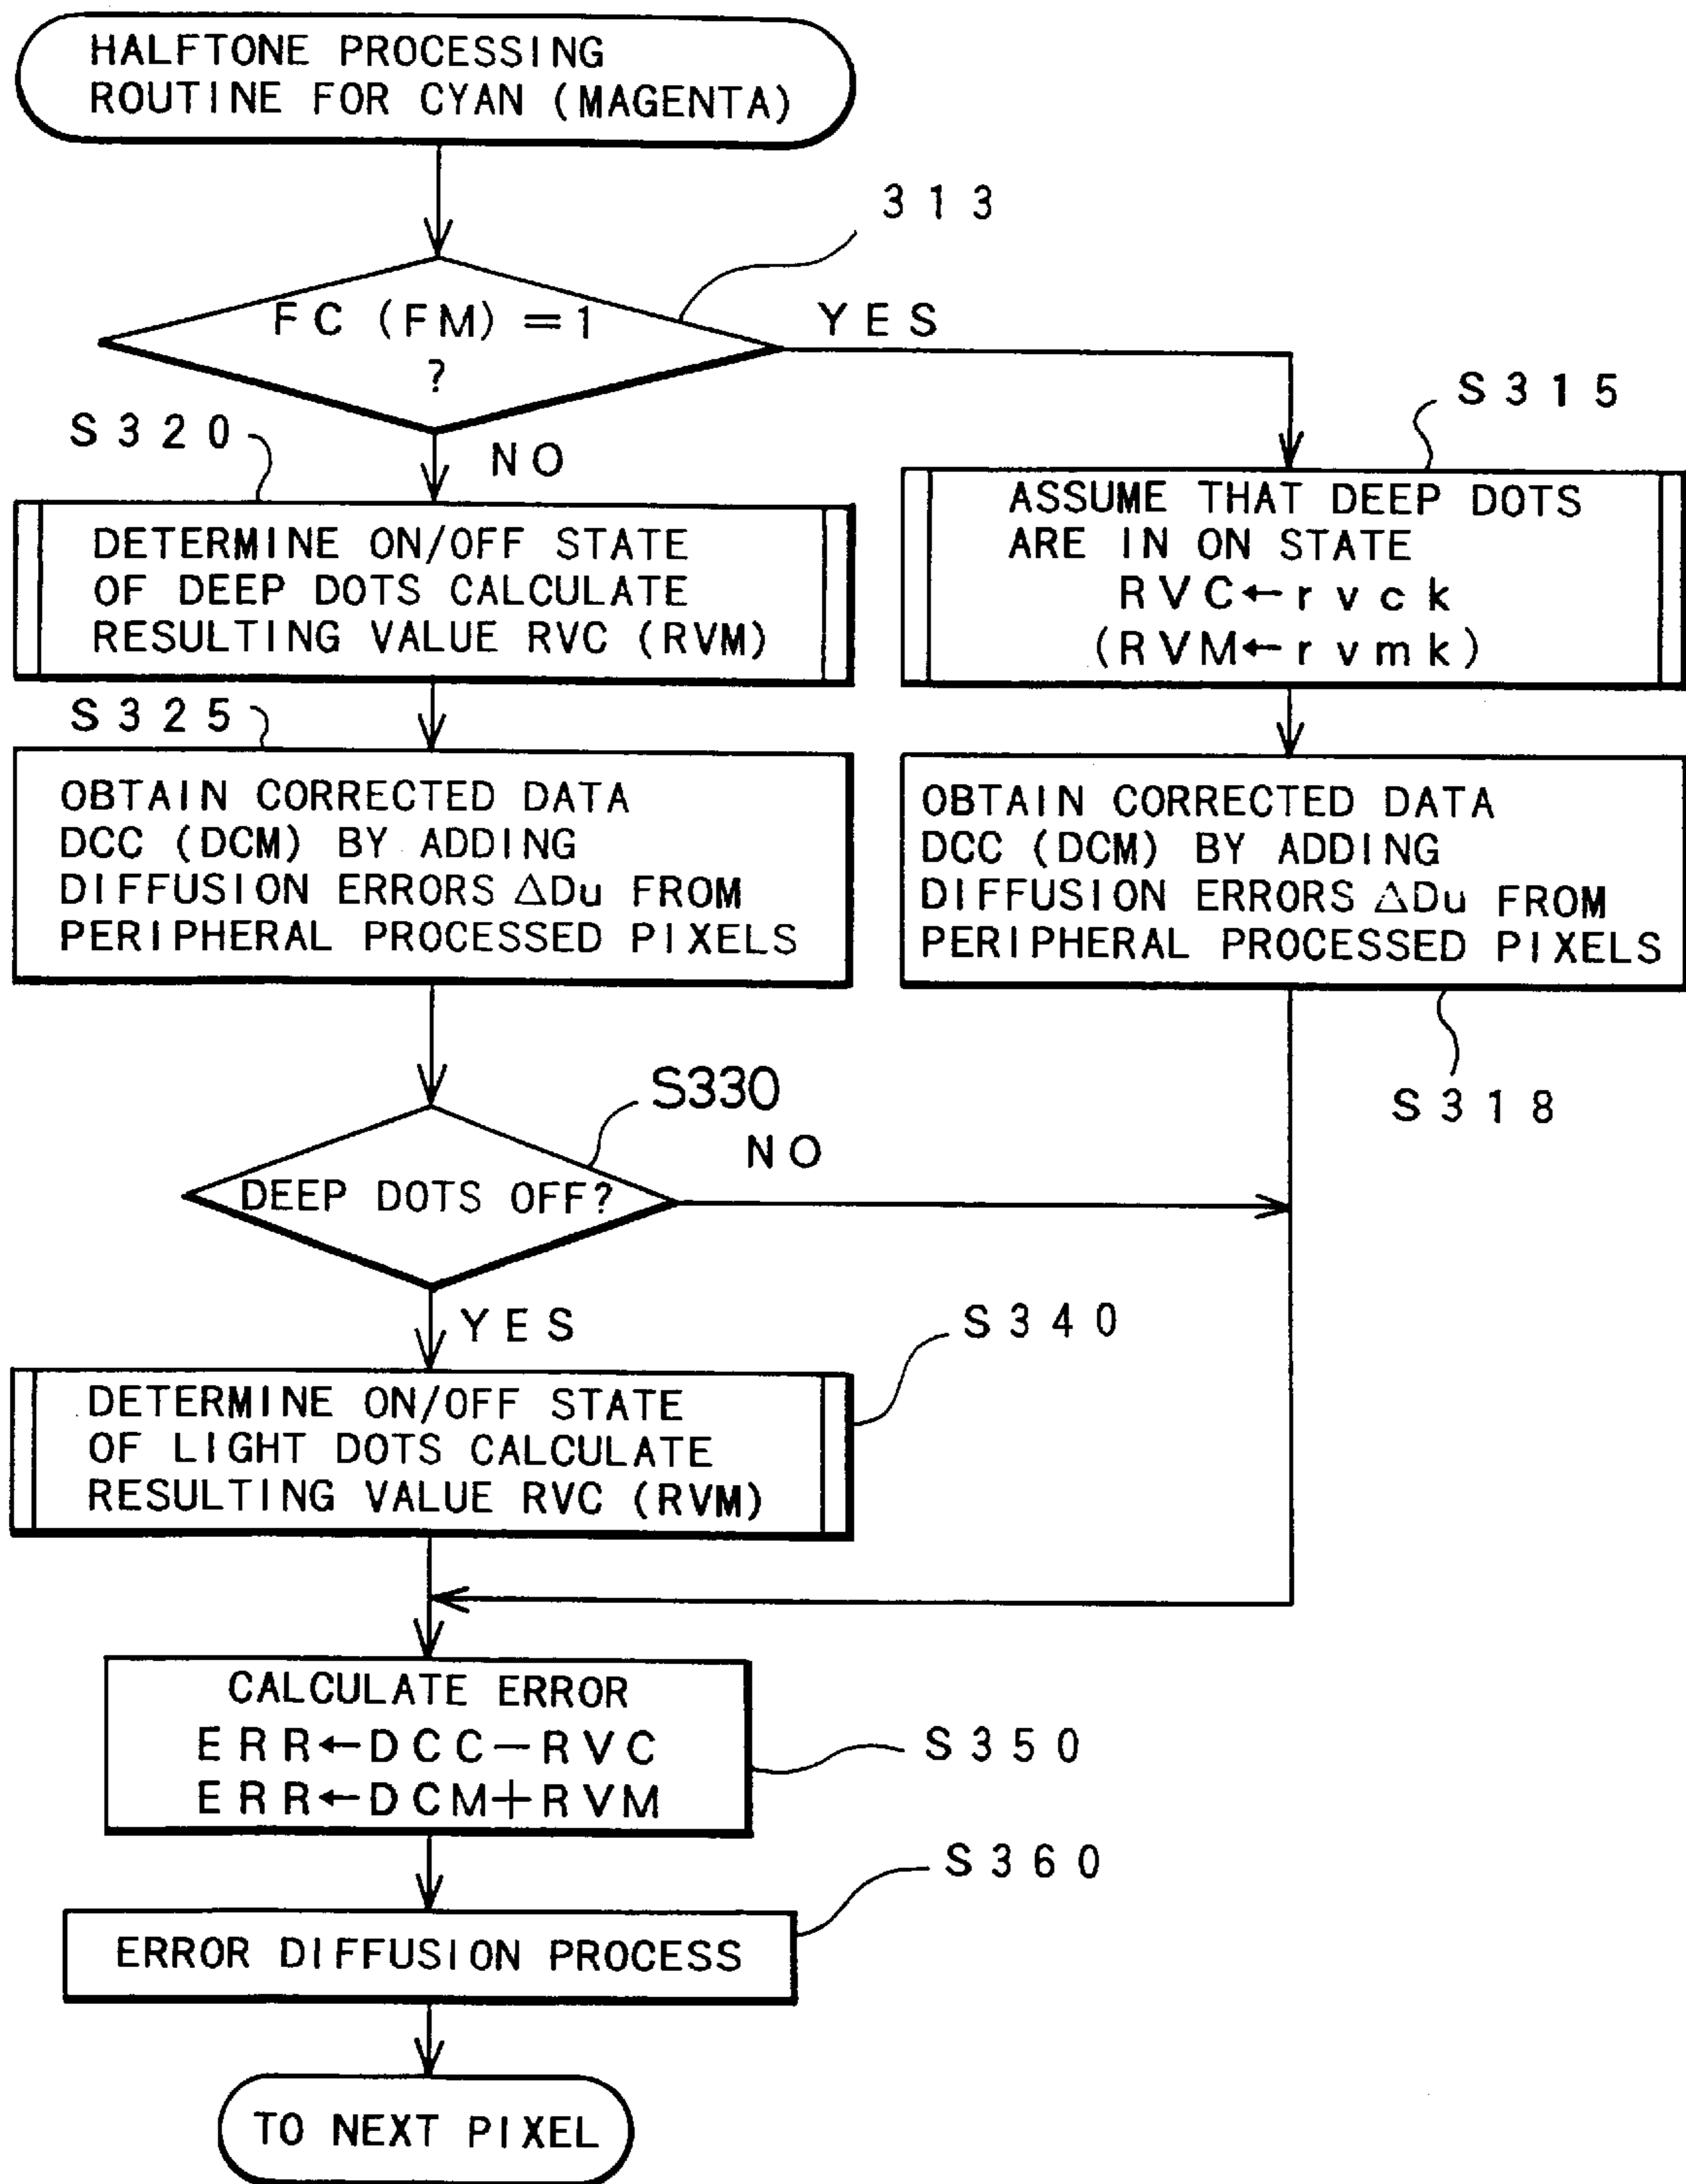 HALFTONE PROCESSING
ROUTINE FOR CYAN (MAGENTA)
313
FC (FM) = 1
?
YES
S315
S320
NO
ASSUME THAT DEEP DOTS
ARE IN ON STATE
RVC←rvck
(RVM←rvmk)
DETERMINE ON/OFF STATE
OF DEEP DOTS CALCULATE
RESULTING VALUE RVC (RVM)
S325
OBTAIN CORRECTED DATA
DCC (DCM) BY ADDING
DIFFUSION ERRORS △Du FROM
PERIPHERAL PROCESSED PIXELS
OBTAIN CORRECTED DATA
DCC (DCM) BY ADDING
DIFFUSION ERRORS △Du FROM
PERIPHERAL PROCESSED PIXELS
S318
S330
NO
DEEP DOTS OFF?
YES
S340
DETERMINE ON/OFF STATE
OF LIGHT DOTS CALCULATE
RESULTING VALUE RVC (RVM)
CALCULATE ERROR
ERR←DCC−RVC
ERR←DCM+RVM
S350
S360
ERROR DIFFUSION PROCESS
TO NEXT PIXEL